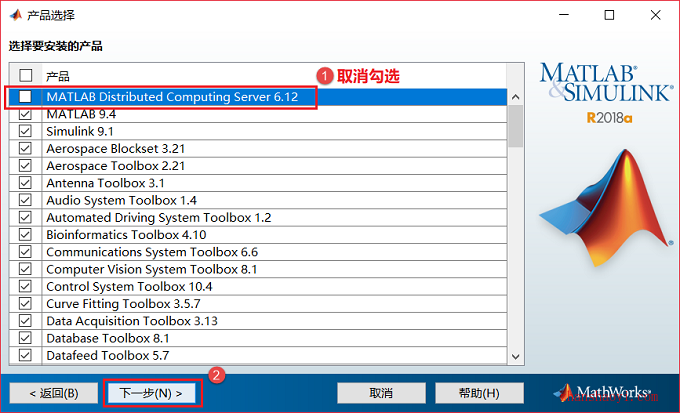 产品选择
选择要安装的产品
产品
① 取消勾选
MATLAB Distributed Computing Server 6.12
MATLAB 9.4
Simulink 9.1
Aerospace Blockset 3.21
Aerospace Toolbox 2.21
Antenna Toolbox 3.1
Audio System Toolbox 1.4
Automated Driving System Toolbox 1.2
Bioinformatics Toolbox 4.10
Communications System Toolbox 6.6
Computer Vision System Toolbox 8.1
Control System Toolbox 10.4
Curve Fitting Toolbox 3.5.7
Data Acquisition Toolbox 3.13
Database Toolbox 8.1
Datafeed Toolbox 5.7
MATLAB®
&SIMULINK®
R2018a
®
②
< 返回(B)
下一步(N) >
取消
帮助(H)
MathWorks®